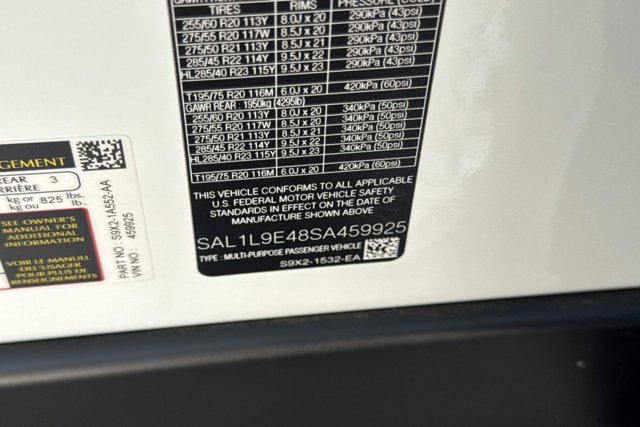 TIRES RIMS PRESSURE (COLD)
255/60 R20 113Y 8.0J x 20 290kPa (43psi)
275/55 R20 117W 8.5J x 20 290kPa (43psi)
275/50 R21 113Y 8.5J x 21 290kPa (43psi)
285/45 R22 114Y 9.5J x 22 290kPa (43psi)
HL285/40 R23 115Y 9.5J x 23 290kPa (43psi)
T195/75 R20 116M 6.0J x 20 420kPa (60psi)
GAWR REAR : 1950kg (4295lb)
255/60 R20 113Y 8.0J x 20 340kPa (50psi)
275/55 R20 117W 8.5J x 20 340kPa (50psi)
275/50 R21 113Y 8.5J x 21 340kPa (50psi)
285/45 R22 114Y 9.5J x 22 340kPa (50psi)
HL285/40 R23 115Y 9.5J x 23 340kPa (50psi)
T195/75 R20 116M 6.0J x 20 420kPa (60psi)
THIS VEHICLE CONFORMS TO ALL APPLICABLE
U.S. FEDERAL MOTOR VEHICLE SAFETY
STANDARDS IN EFFECT ON THE DATE OF
MANUFACTURE SHOWN ABOVE
SAL1L9E48SA459925
TYPE : MULTI-PURPOSE PASSENGER VEHICLE
S9X2-1532-EA
REAR 3
ARRIÈRE
kg or
kg ou 825 lbs.
lb.
SEE OWNER'S
MANUAL FOR
ADDITIONAL
INFORMATION
VOIR LE MANUEL
DE L'USAGER
POUR PLUS DE
RENSEIGNEMENTS
PART NO : S9X2-1A552-AA
VIN NO : 459925